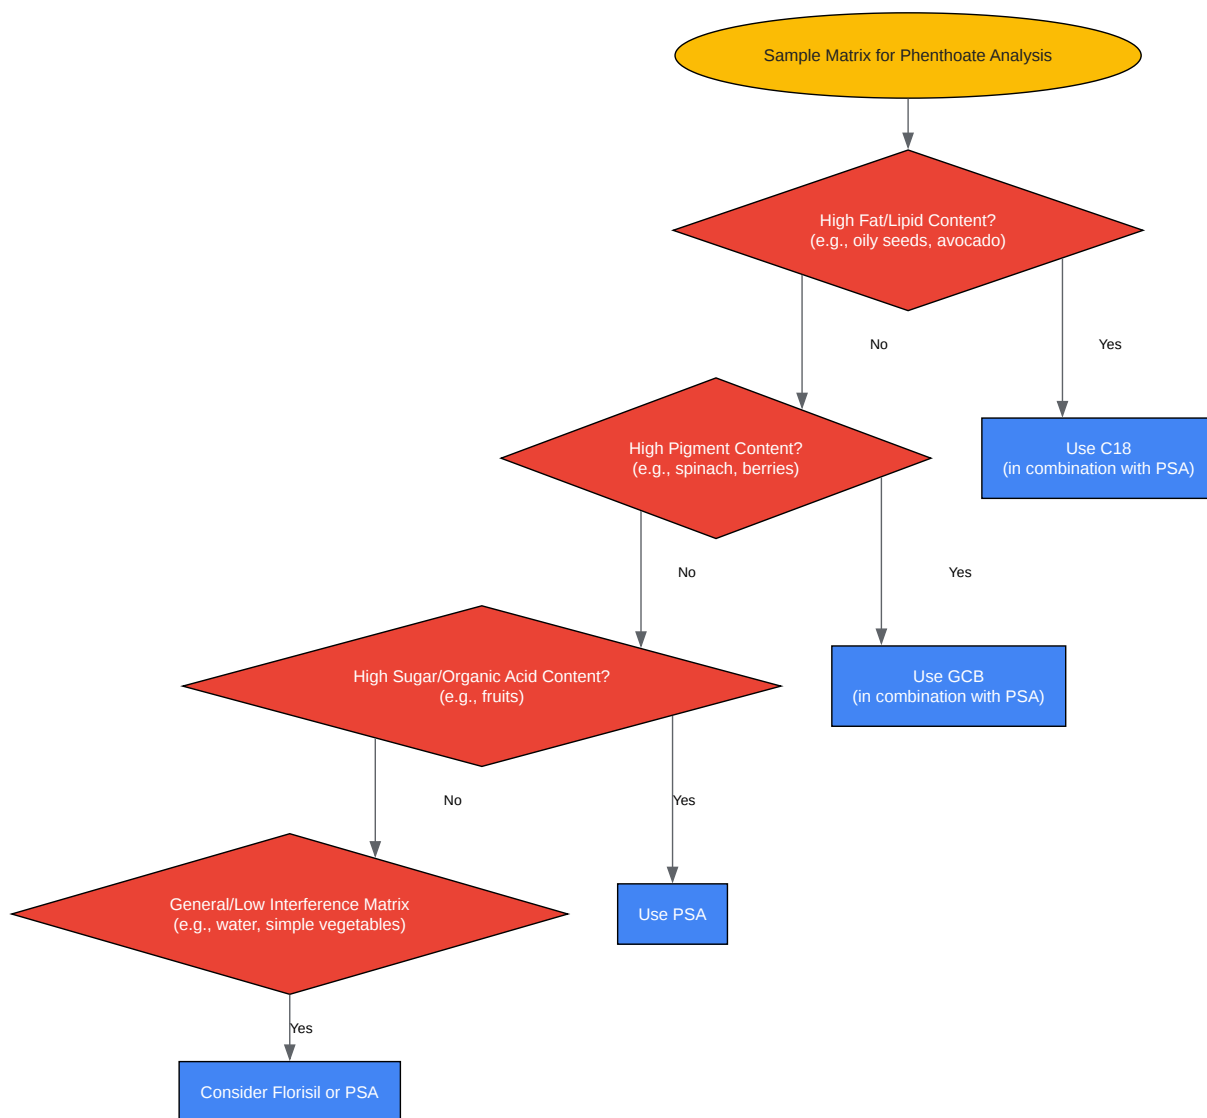 Sample Matrix for Phenthoate Analysis
High Fat/Lipid Content?
(e.g., oily seeds, avocado)
No
Yes
High Pigment Content?
(e.g., spinach, berries)
Use C18
(in combination with PSA)
No
Yes
High Sugar/Organic Acid Content?
(e.g., fruits)
Use GCB
(in combination with PSA)
No
Yes
General/Low Interference Matrix
(e.g., water, simple vegetables)
Use PSA
Yes
Consider Florisil or PSA